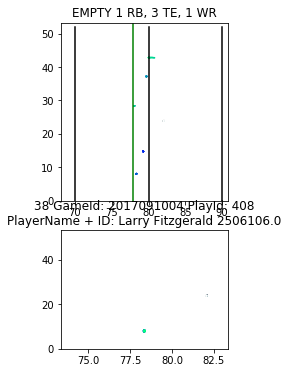 EMPTY 1 RB, 3 TE, 1 WR
50
40
30
20
10
0
70 75 80 85 90
38 GameId: 2017091004 PlayId: 408
PlayerName + ID: Larry Fitzgerald 2506106.0
40
20
0
75.0 77.5 80.0 82.5